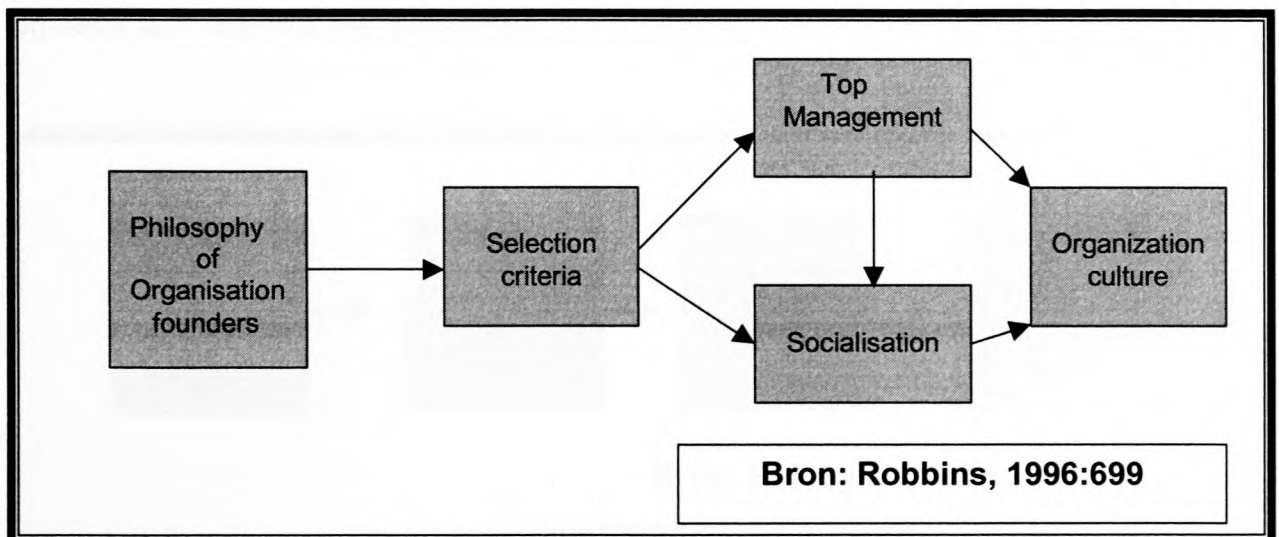 Philosophy
of
Organisation
founders
Selection
criteria
Top
Management
Socialisation
Organization
culture
Bron: Robbins, 1996:699